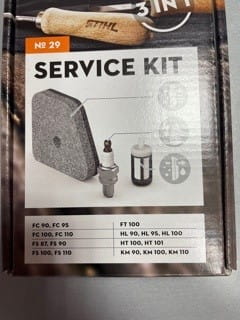 STIHL
3 IN 1
No 29
SERVICE KIT
FC 90, FC 95
FC 100, FC 110
FS 87, FS 90
FS 100, FS 110
FT 100
HL 90, HL 95, HL 100
HT 100, HT 101
KM 90, KM 100, KM 110